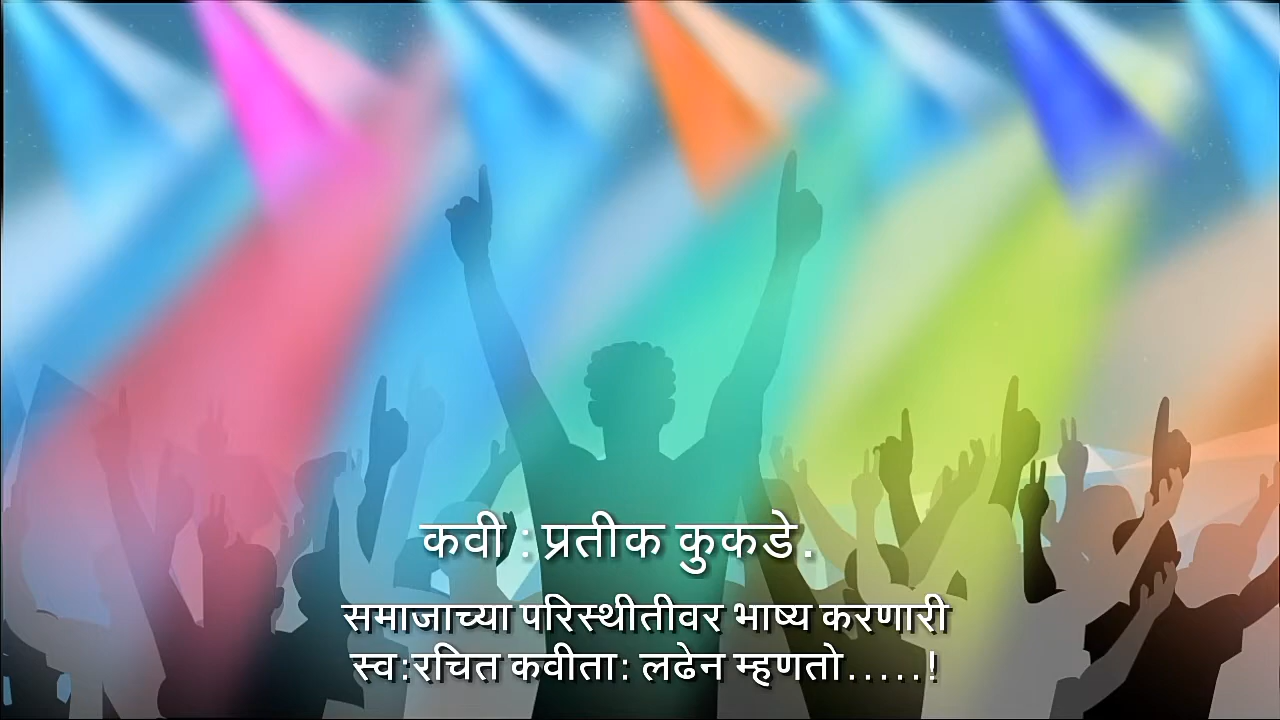 कवी : प्रतीक कुकडे.
समाजाच्या परिस्थीतीवर भाष्य करणारी
स्व:रचित कवीता: लढेन म्हणतो.....!